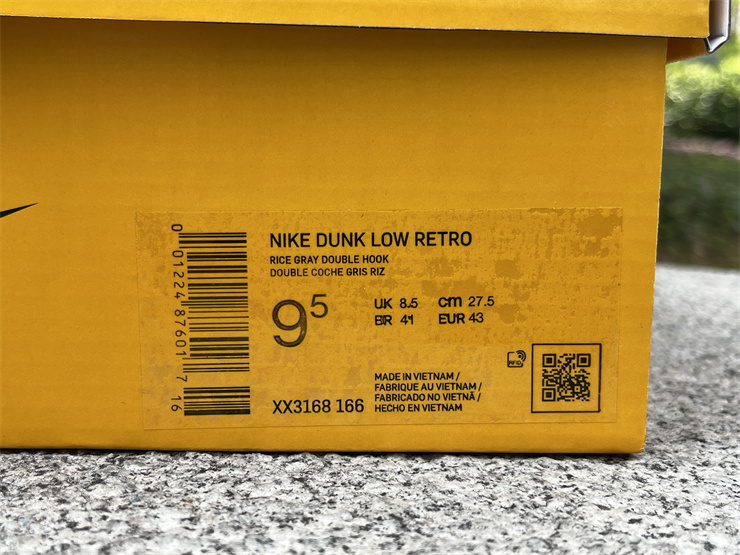 NIKE DUNK LOW RETRO
RICE GRAY DOUBLE HOOK
DOUBLE COCHE GRIS RIZ
9⁵
UK 8.5 cm 27.5
BR 41 EUR 43
RFID
MADE IN VIETNAM /
FABRIQUE AU VIETNAM /
FABRICADO NO VIETNÃ /
HECHO EN VIETNAM
XX3168 166
0 01224 87601 7 16